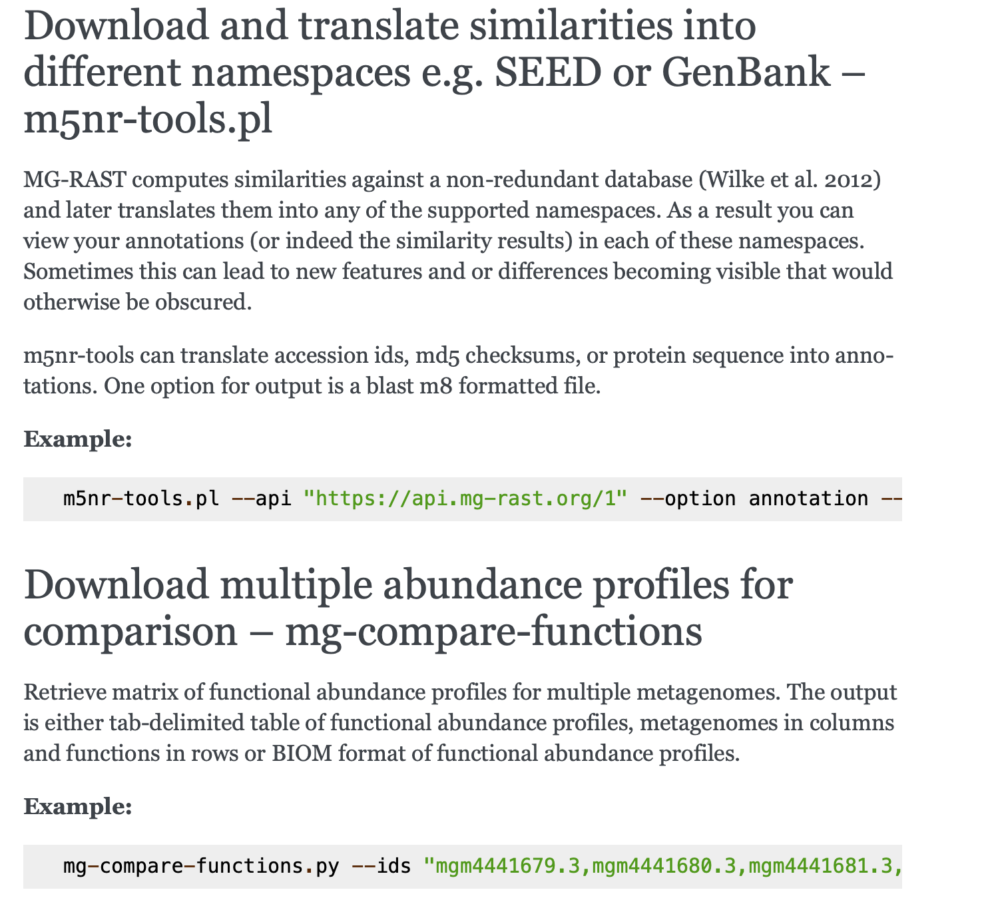 Download and translate similarities into
different namespaces e.g. SEED or GenBank –
m5nr-tools.pl
MG-RAST computes similarities against a non-redundant database (Wilke et al. 2012)
and later translates them into any of the supported namespaces. As a result you can
view your annotations (or indeed the similarity results) in each of these namespaces.
Sometimes this can lead to new features and or differences becoming visible that would
otherwise be obscured.
m5nr-tools can translate accession ids, md5 checksums, or protein sequence into anno-
tations. One option for output is a blast m8 formatted file.
Example:
m5nr-tools.pl --api "https://api.mg-rast.org/1" --option annotation --
Download multiple abundance profiles for
comparison – mg-compare-functions
Retrieve matrix of functional abundance profiles for multiple metagenomes. The output
is either tab-delimited table of functional abundance profiles, metagenomes in columns
and functions in rows or BIOM format of functional abundance profiles.
Example:
mg-compare-functions.py --ids "mgm4441679.3,mgm4441680.3,mgm4441681.3,